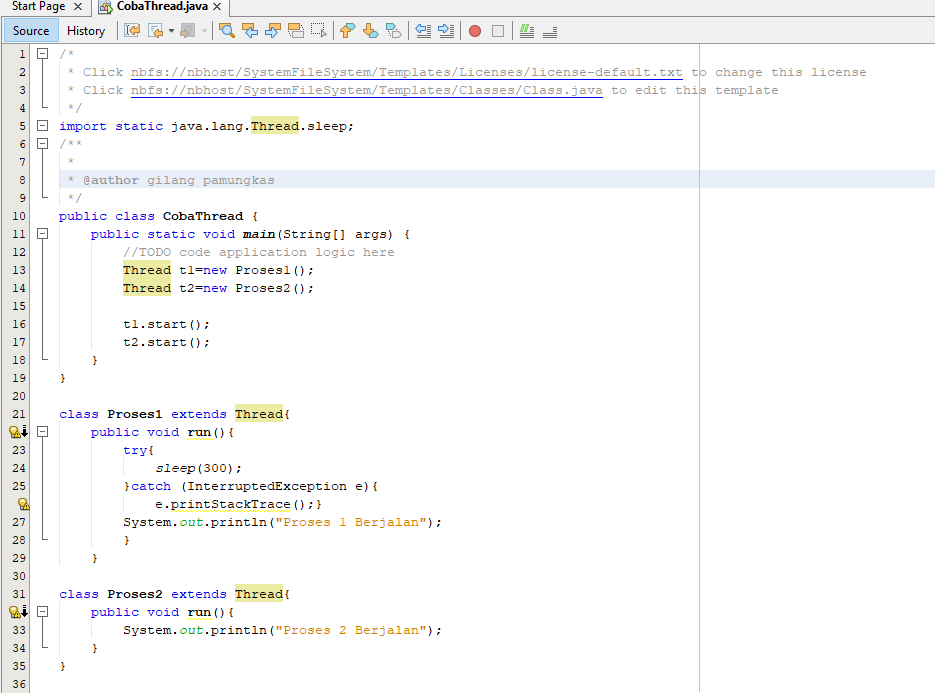 Start Page CobaThread.java
Source History
1 /*
2 * Click nbfs://nbhost/SystemFileSystem/Templates/Licenses/license-default.txt to change this license
3 * Click nbfs://nbhost/SystemFileSystem/Templates/Classes/Class.java to edit this template
4 */
5 import static java.lang.Thread.sleep;
6 /**
7 *
8 * @author gilang pamungkas
9 */
10 public class CobaThread {
11 public static void main(String[] args) {
12 //TODO code application logic here
13 Thread t1=new Proses1();
14 Thread t2=new Proses2();
15
16 t1.start();
17 t2.start();
18 }
19 }
20
21 class Proses1 extends Thread{
public void run(){
23 try{
24 sleep(300);
25 }catch (InterruptedException e){
e.printStackTrace();}
27 System.out.println("Proses 1 Berjalan");
28 }
29 }
30
31 class Proses2 extends Thread{
public void run(){
33 System.out.println("Proses 2 Berjalan");
34 }
35 }
36